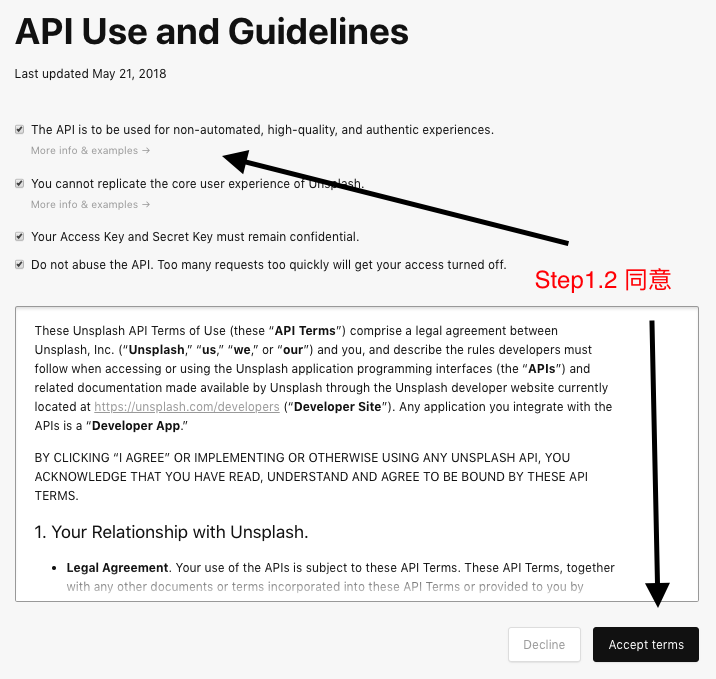 API Use and Guidelines
Last updated May 21, 2018
The API is to be used for non-automated, high-quality, and authentic experiences.
More info & examples →
You cannot replicate the core user experience of Unsplash.
More info & examples →
Your Access Key and Secret Key must remain confidential.
Do not abuse the API. Too many requests too quickly will get your access turned off.
Step1.2 同意
These Unsplash API Terms of Use (these “API Terms”) comprise a legal agreement between
Unsplash, Inc. (“Unsplash,” “us,” “we,” or “our”) and you, and describe the rules developers must
follow when accessing or using the Unsplash application programming interfaces (the “APIs”) and
related documentation made available by Unsplash through the Unsplash developer website currently
located at https://unsplash.com/developers (“Developer Site”). Any application you integrate with the
APIs is a “Developer App.”
BY CLICKING “I AGREE” OR IMPLEMENTING OR OTHERWISE USING ANY UNSPLASH API, YOU
ACKNOWLEDGE THAT YOU HAVE READ, UNDERSTAND AND AGREE TO BE BOUND BY THESE API
TERMS.
1. Your Relationship with Unsplash.
• Legal Agreement. Your use of the APIs is subject to these API Terms. These API Terms, together
with any other documents or terms incorporated into these API Terms or provided to you by
Decline
Accept terms